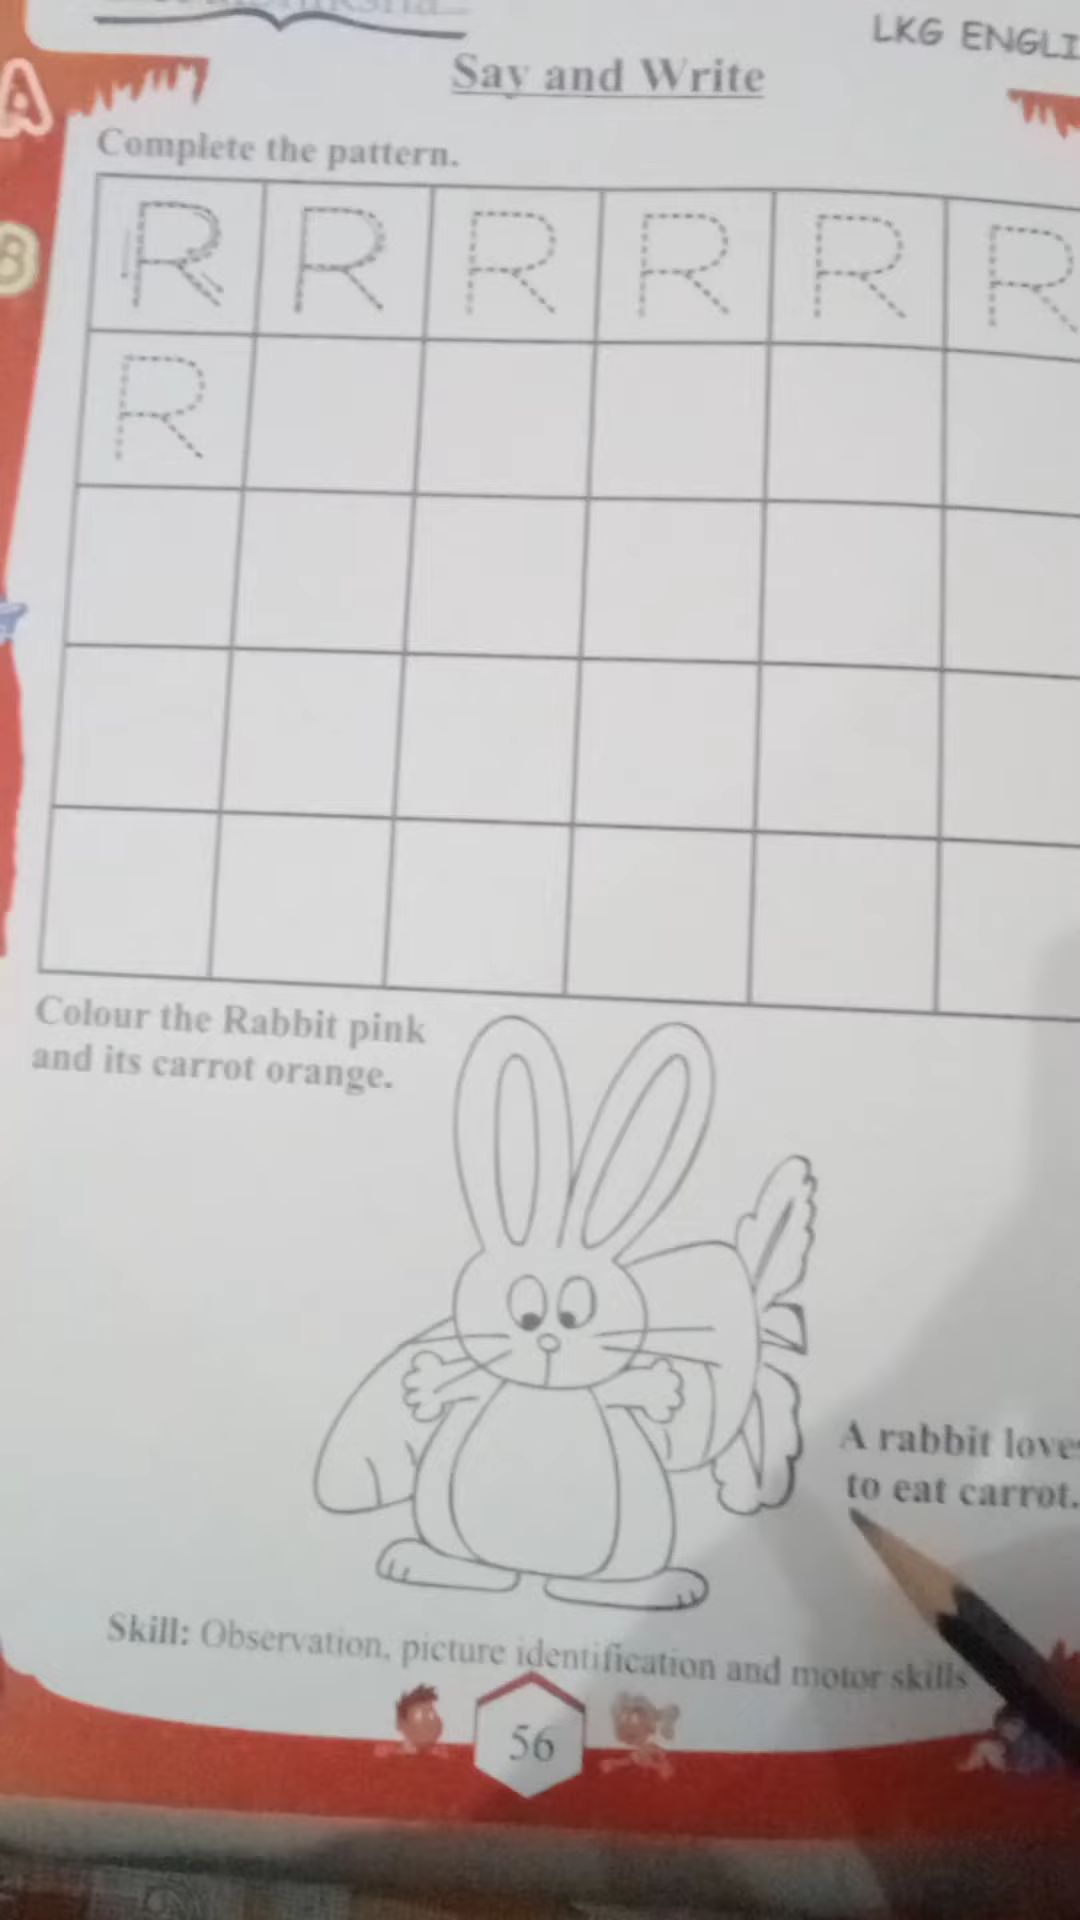 LKG ENGLI
Say and Write
A
Complete the pattern.
R R R R R R
B
R
Colour the Rabbit pink
and its carrot orange.
A rabbit loves
to eat carrot.
Skill: Observation, picture identification and motor skills
56